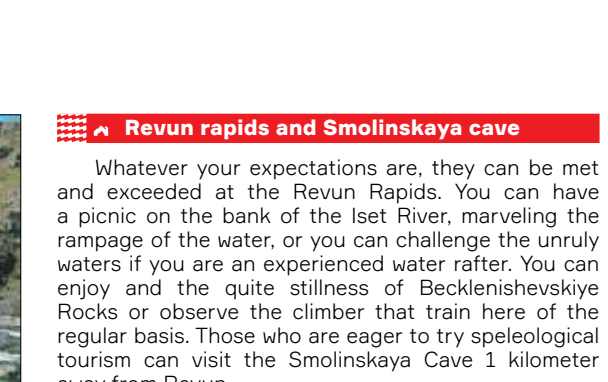 Revun rapids and Smolinskaya cave
Whatever your expectations are, they can be met
and exceeded at the Revun Rapids. You can have
a picnic on the bank of the Iset River, marveling the
rampage of the water, or you can challenge the unruly
waters if you are an experienced water rafter. You can
enjoy and the quite stillness of Becklenishevskiye
Rocks or observe the climber that train here of the
regular basis. Those who are eager to try speleological
tourism can visit the Smolinskaya Cave 1 kilometer
away from Revun.